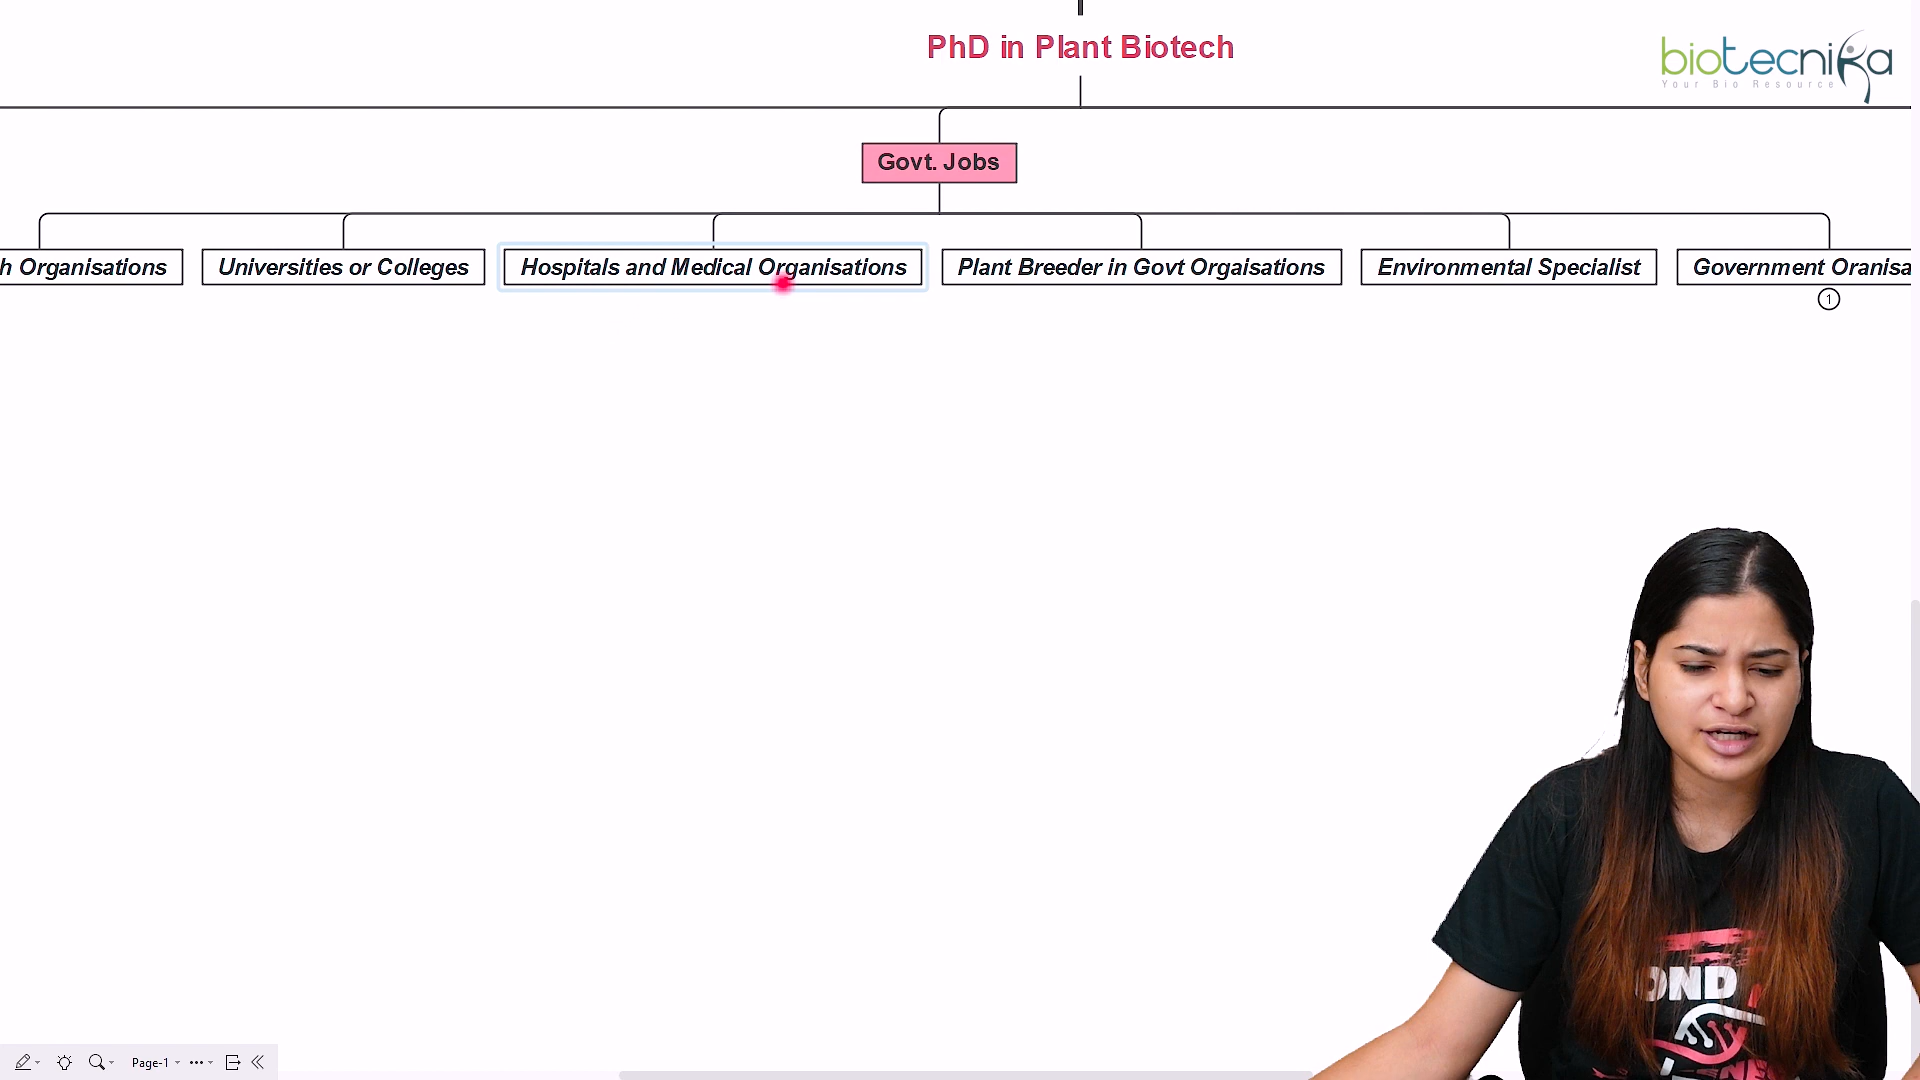 PhD in Plant Biotech
biotecnika
Your Bio Resource
Govt. Jobs
h Organisations
Universities or Colleges
Hospitals and Medical Organisations
Plant Breeder in Govt Orgaisations
Environmental Specialist
Government Oranisa
1
OND
Page-1